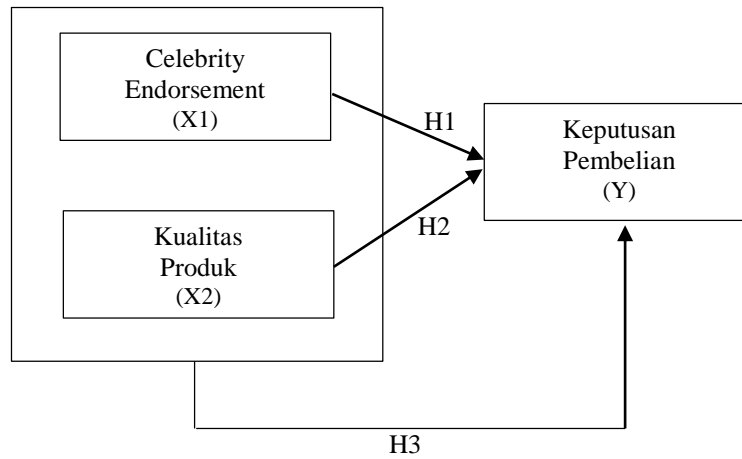 Celebrity
Endorsement
(X1)
H1
Keputusan
Pembelian
(Y)
Kualitas
Produk
(X2)
H2
H3